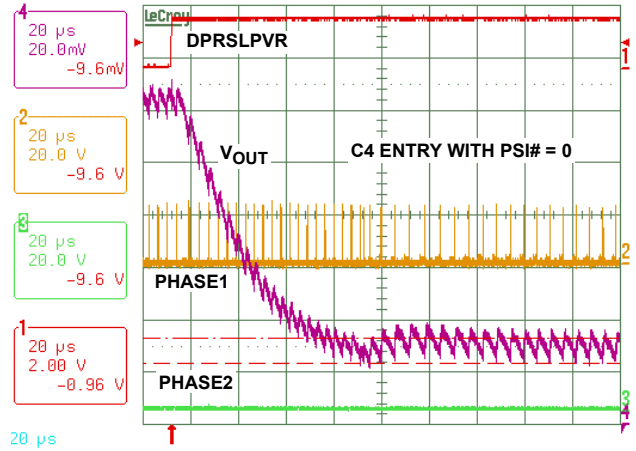 4
20 µs
20.0mV
-9.6mV
2
20 µs
20.0 V
-9.6 V
3
20 µs
20.0 V
-9.6 V
1
20 µs
2.00 V
-0.96 V
20 µs
LeCroy
DPRSLPVR
1
VOUT
C4 ENTRY WITH PSI# = 0
2
PHASE1
PHASE2
3
4